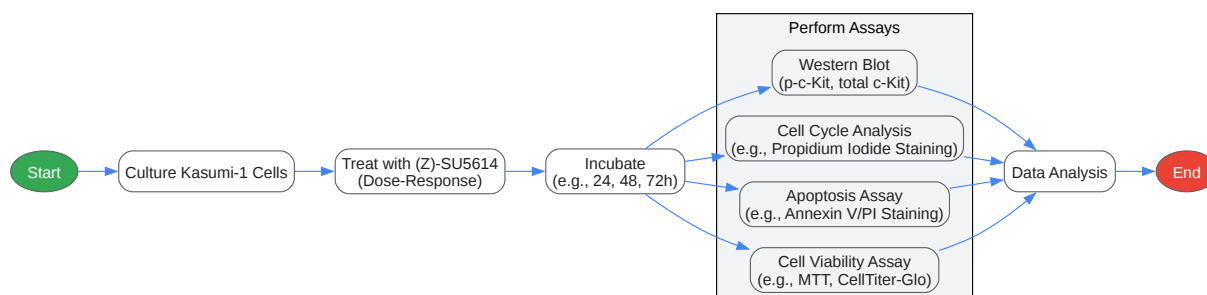 Start
Culture Kasumi-1 Cells
Treat with (Z)-SU5614
(Dose-Response)
Incubate
(e.g., 24, 48, 72h)
Perform Assays
Western Blot
(p-c-Kit, total c-Kit)
Cell Cycle Analysis
(e.g., Propidium Iodide Staining)
Apoptosis Assay
(e.g., Annexin V/PI Staining)
Cell Viability Assay
(e.g., MTT, CellTiter-Glo)
Data Analysis
End